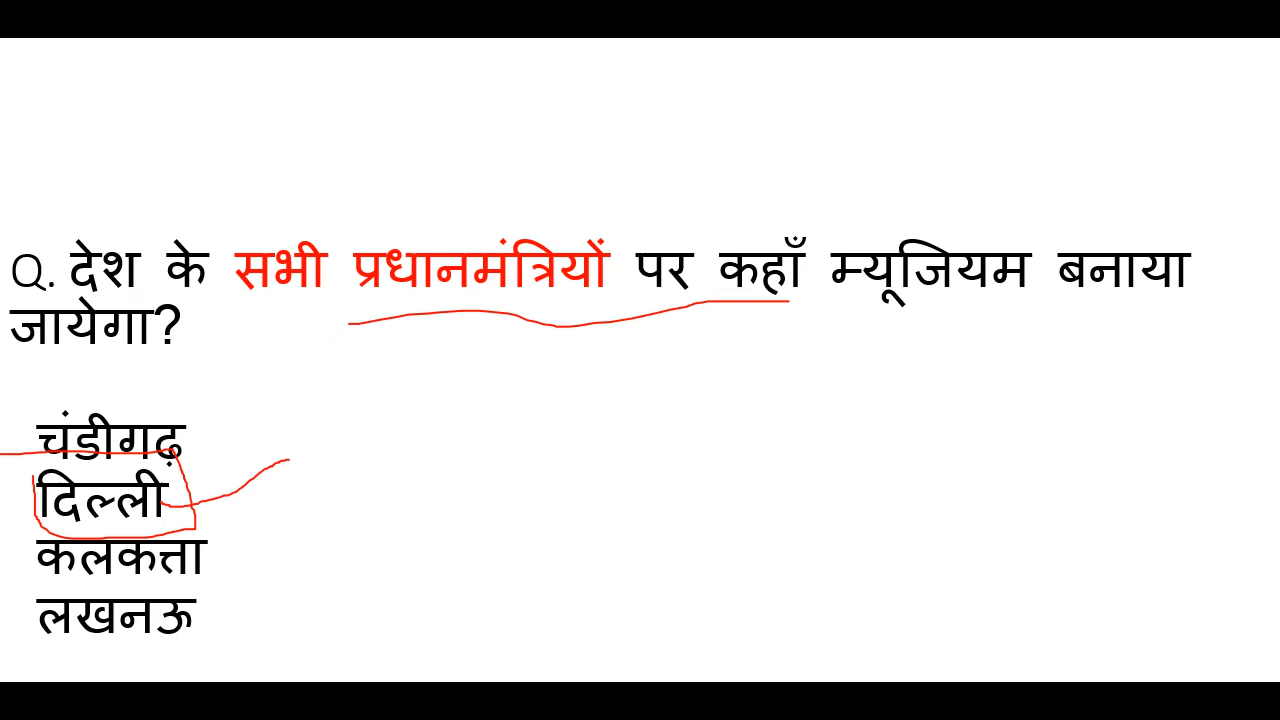 Q. देश के सभी प्रधानमंत्रियों पर कहाँ म्यूजियम बनाया
जायेगा?
चंडीगढ़
दिल्ली
कलकत्ता
लखनऊ